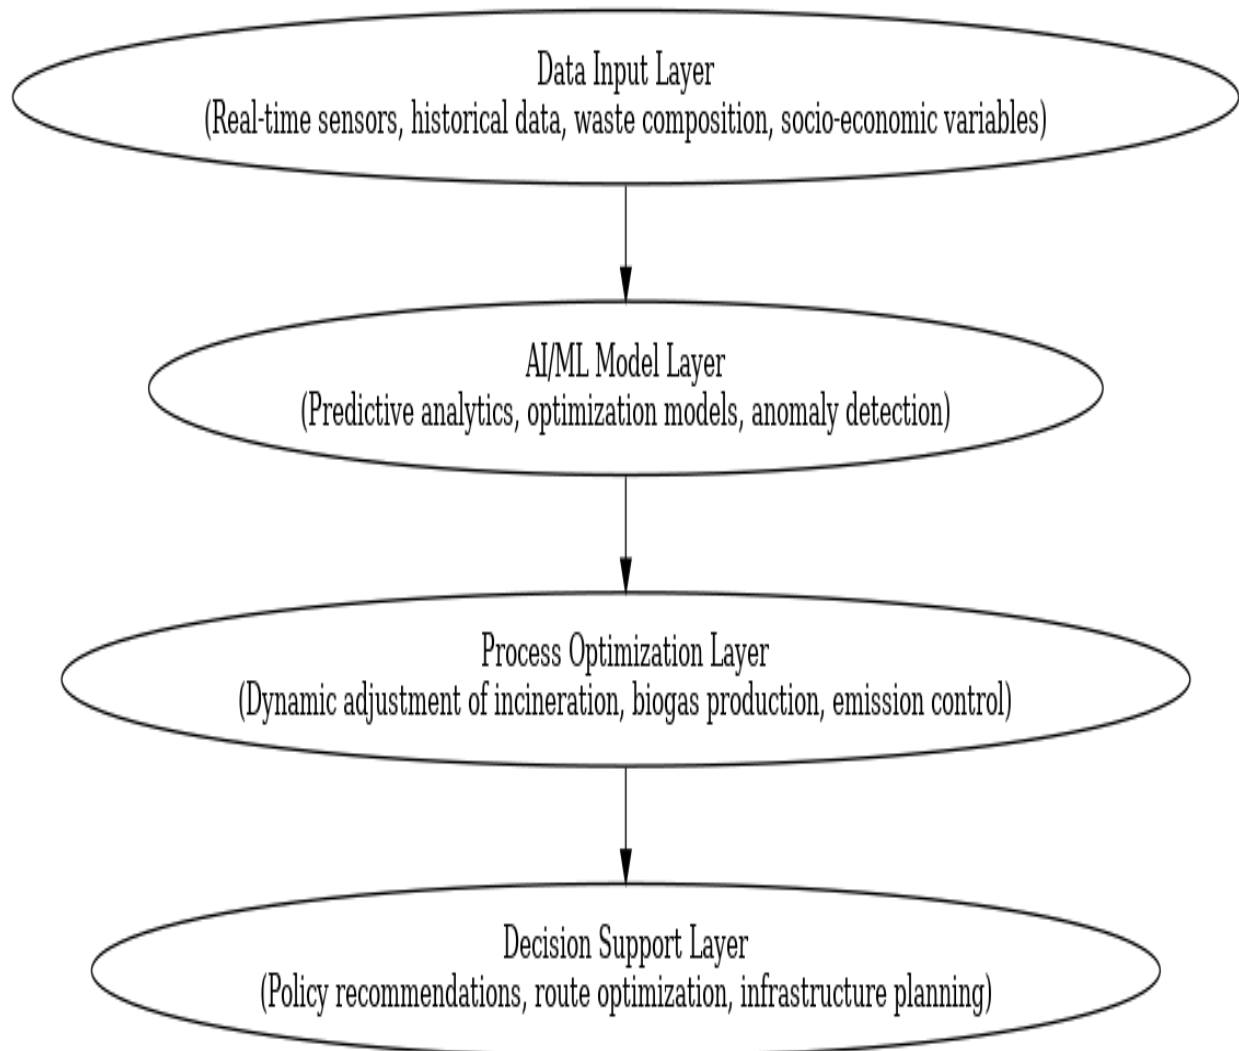 Data Input Layer
(Real-time sensors, historical data, waste composition, socio-economic variables)
AI/ML Model Layer
(Predictive analytics, optimization models, anomaly detection)
Process Optimization Layer
(Dynamic adjustment of incineration, biogas production, emission control)
Decision Support Layer
(Policy recommendations, route optimization, infrastructure planning)